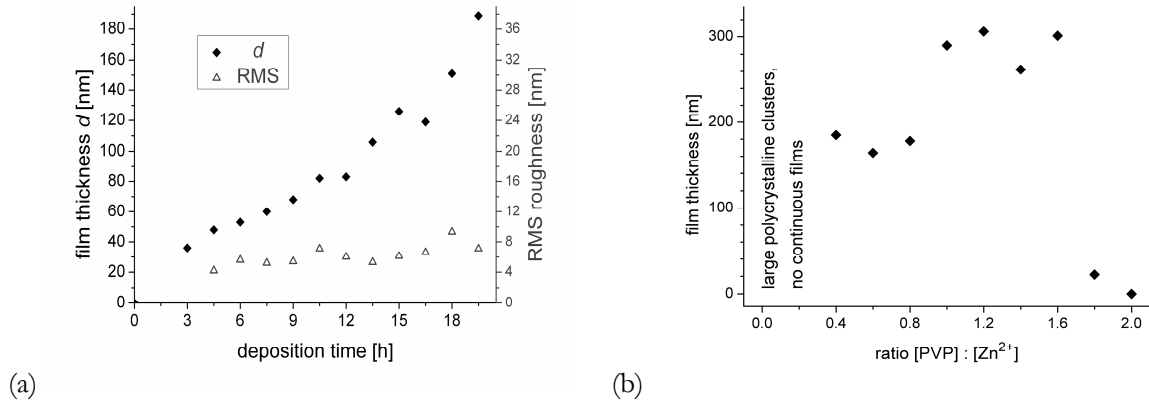 180
160
140
120
100
80
60
40
20
0
film thickness d [nm]
d
RMS
36
32
28
24
20
16
12
8
4
0
RMS roughness [nm]
0 3 6 9 12 15 18
deposition time [h]
(a)
300
200
100
0
film thickness [nm]
large polycrystalline clusters,
no continuous films
0.0 0.4 0.8 1.2 1.6 2.0
ratio [PVP] : [Zn²⁺]
(b)